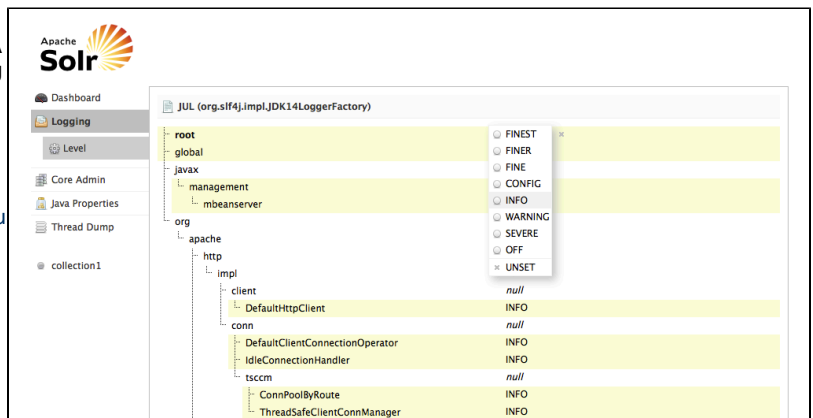 Apache
Solr
Dashboard
Logging
Level
Core Admin
Java Properties
Thread Dump
collection1
JUL (org.slf4j.impl.JDK14LoggerFactory)
root
global
javax
management
mbeanserver
org
apache
http
impl
client null
DefaultHttpClient INFO
conn null
DefaultClientConnectionOperator INFO
IdleConnectionHandler INFO
tsccm null
ConnPoolByRoute INFO
ThreadSafeClientConnManager INFO
FINEST
FINER
FINE
CONFIG
INFO
WARNING
SEVERE
OFF
UNSET